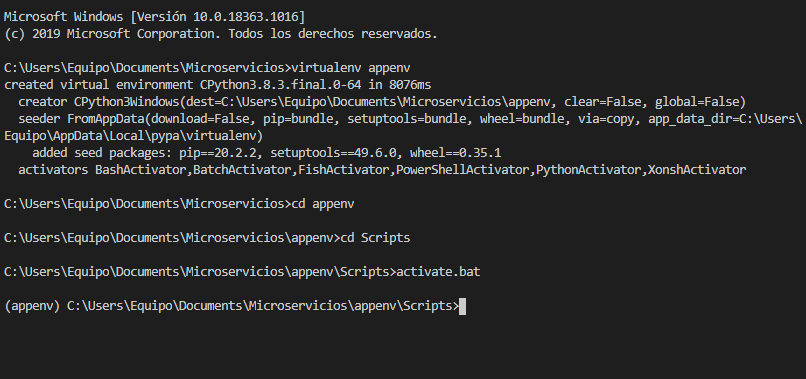 Microsoft Windows [Versión 10.0.18363.1016]
(c) 2019 Microsoft Corporation. Todos los derechos reservados.
C:\Users\Equipo\Documents\Microservicios>virtualenv appenv
created virtual environment CPython3.8.3.final.0-64 in 8076ms
  creator CPython3Windows(dest=C:\Users\Equipo\Documents\Microservicios\appenv, clear=False, global=False)
  seeder FromAppData(download=False, pip=bundle, setuptools=bundle, wheel=bundle, via=copy, app_data_dir=C:\Users\
Equipo\AppData\Local\pypa\virtualenv)
    added seed packages: pip==20.2.2, setuptools==49.6.0, wheel==0.35.1
  activators BashActivator,BatchActivator,FishActivator,PowerShellActivator,PythonActivator,XonshActivator
C:\Users\Equipo\Documents\Microservicios>cd appenv
C:\Users\Equipo\Documents\Microservicios\appenv>cd Scripts
C:\Users\Equipo\Documents\Microservicios\appenv\Scripts>activate.bat
(appenv) C:\Users\Equipo\Documents\Microservicios\appenv\Scripts>